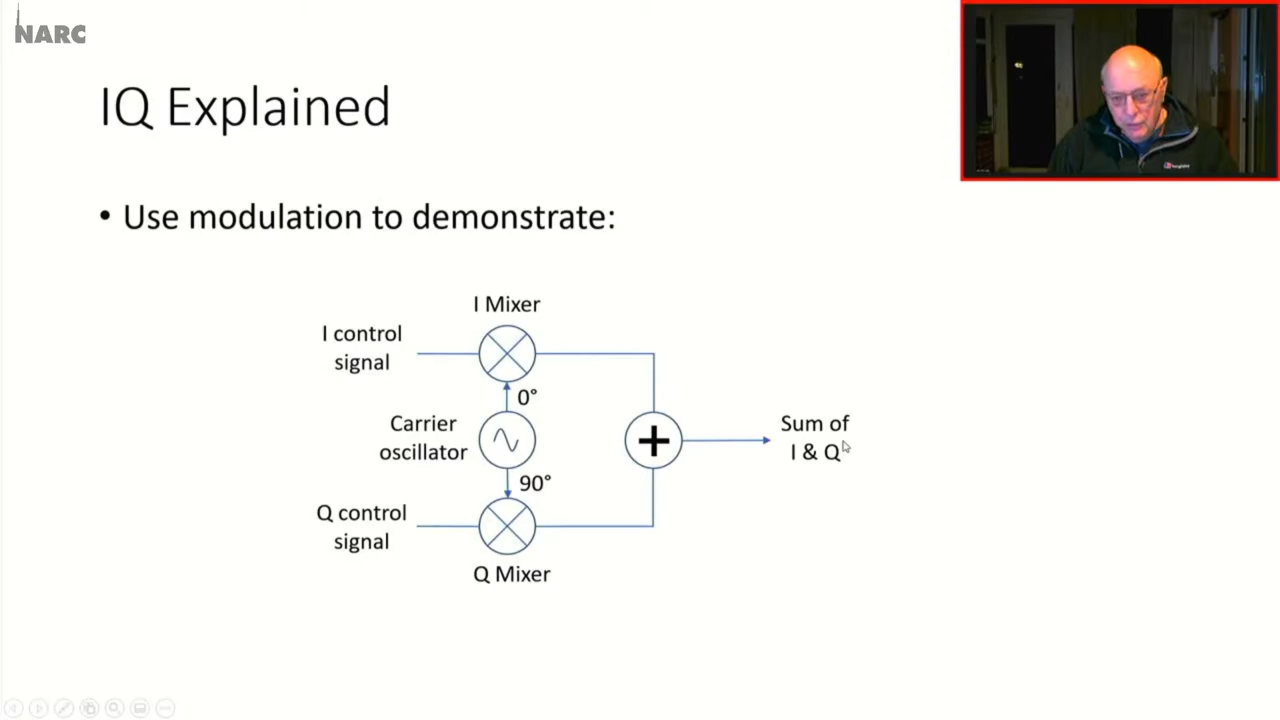 NARC
IQ Explained
• Use modulation to demonstrate:
I Mixer
I control
signal
0°
Carrier
oscillator
Sum of
I & Q
90°
Q control
signal
Q Mixer